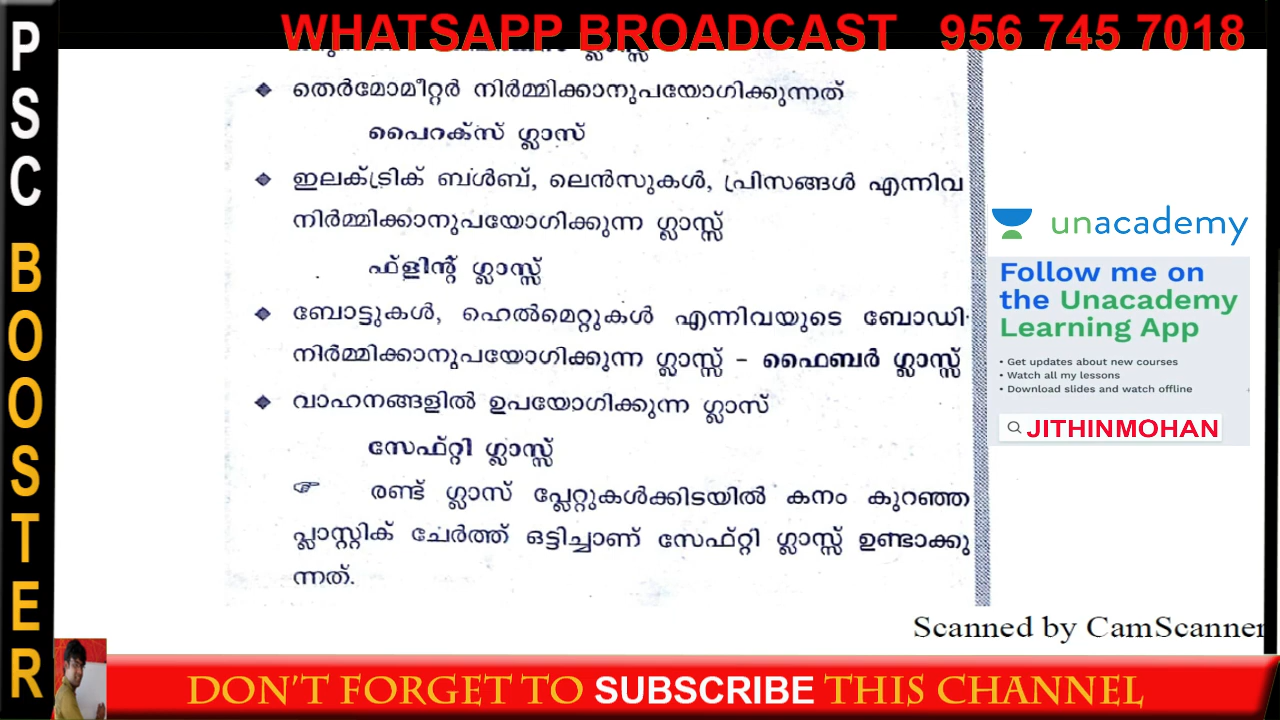 WHATSAPP BROADCAST 956 745 7018
PSC BOOSTER
ഗ്ലാസ്സ്
തെർമോമീറ്റർ നിർമ്മിക്കാനുപയോഗിക്കുന്നത്
പൈറക്സ് ഗ്ലാസ്
ഇലക്ട്രിക് ബൾബ്, ലെൻസുകൾ, പ്രിസങ്ങൾ എന്നിവ
നിർമ്മിക്കാനുപയോഗിക്കുന്ന ഗ്ലാസ്സ്
ഫ്ളിന്റ് ഗ്ലാസ്സ്
ബോട്ടുകൾ, ഹെൽമെറ്റുകൾ എന്നിവയുടെ ബോഡി
നിർമ്മിക്കാനുപയോഗിക്കുന്ന ഗ്ലാസ്സ് – ഫൈബർ ഗ്ലാസ്സ്
വാഹനങ്ങളിൽ ഉപയോഗിക്കുന്ന ഗ്ലാസ്
സേഫ്റ്റി ഗ്ലാസ്സ്
രണ്ട് ഗ്ലാസ് പ്ലേറ്റുകൾക്കിടയിൽ കനം കുറഞ്ഞ
പ്ലാസ്റ്റിക് ചേർത്ത് ഒട്ടിച്ചാണ് സേഫ്റ്റി ഗ്ലാസ്സ് ഉണ്ടാക്കു
ന്നത്.
unacademy
Follow me on
the Unacademy
Learning App
• Get updates about new courses
• Watch all my lessons
• Download slides and watch offline
JITHINMOHAN
Scanned by CamScanner
DON'T FORGET TO SUBSCRIBE THIS CHANNEL